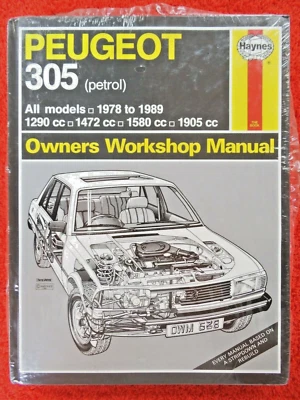 PEUGEOT
Haynes
305 (petrol)
All models □ 1978 to 1989
1290 cc □ 1472 cc □ 1580 cc □ 1905 cc
Owners Workshop Manual
OWM 528
EVERY MANUAL BASED ON
A STRIPDOWN AND
REBUILD